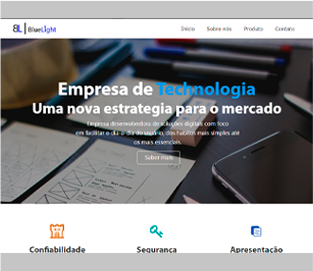 BL | BlueLight
Início Sobre nós Produto Contato
Empresa de Technologia
Uma nova estrategia para o mercado
Empresa desenvolvedora de soluções digitais com foco
em facilitar o dia-a-dia do usuário, dos hábitos mais simples até
os mais essenciais.
Saber mais
Confiabilidade Segurança Apresentação